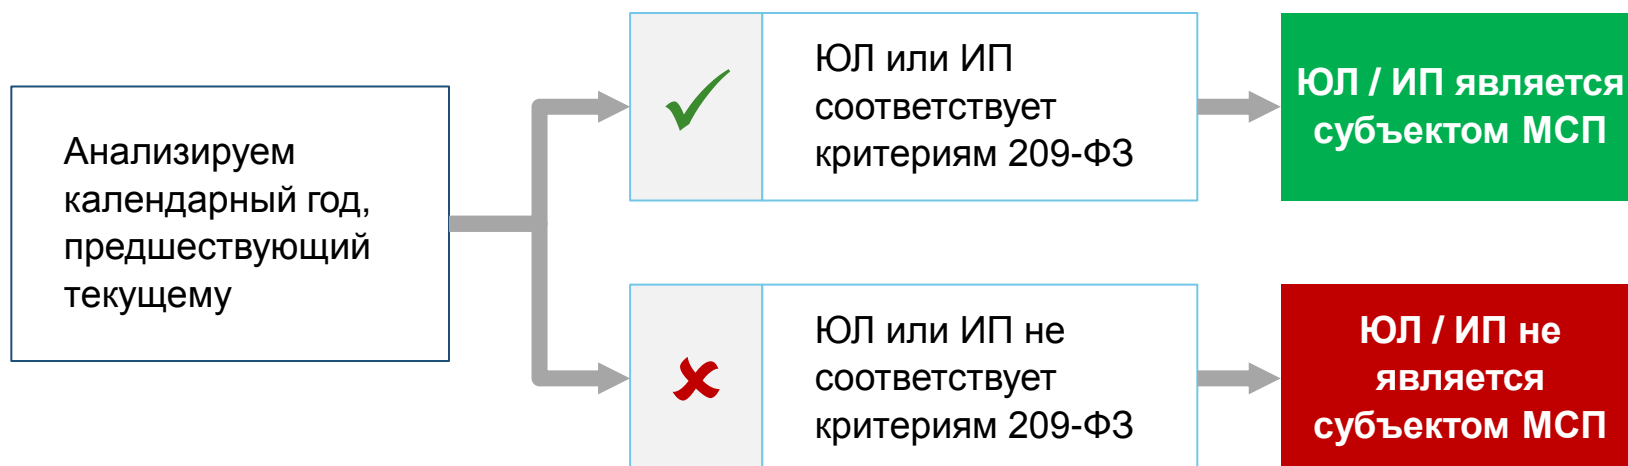 Анализируем
календарный год,
предшествующий
текущему
ЮЛ или ИП
соответствует
критериям 209-ФЗ
ЮЛ / ИП является
субъектом МСП
ЮЛ или ИП не
соответствует
критериям 209-ФЗ
ЮЛ / ИП не
является
субъектом МСП